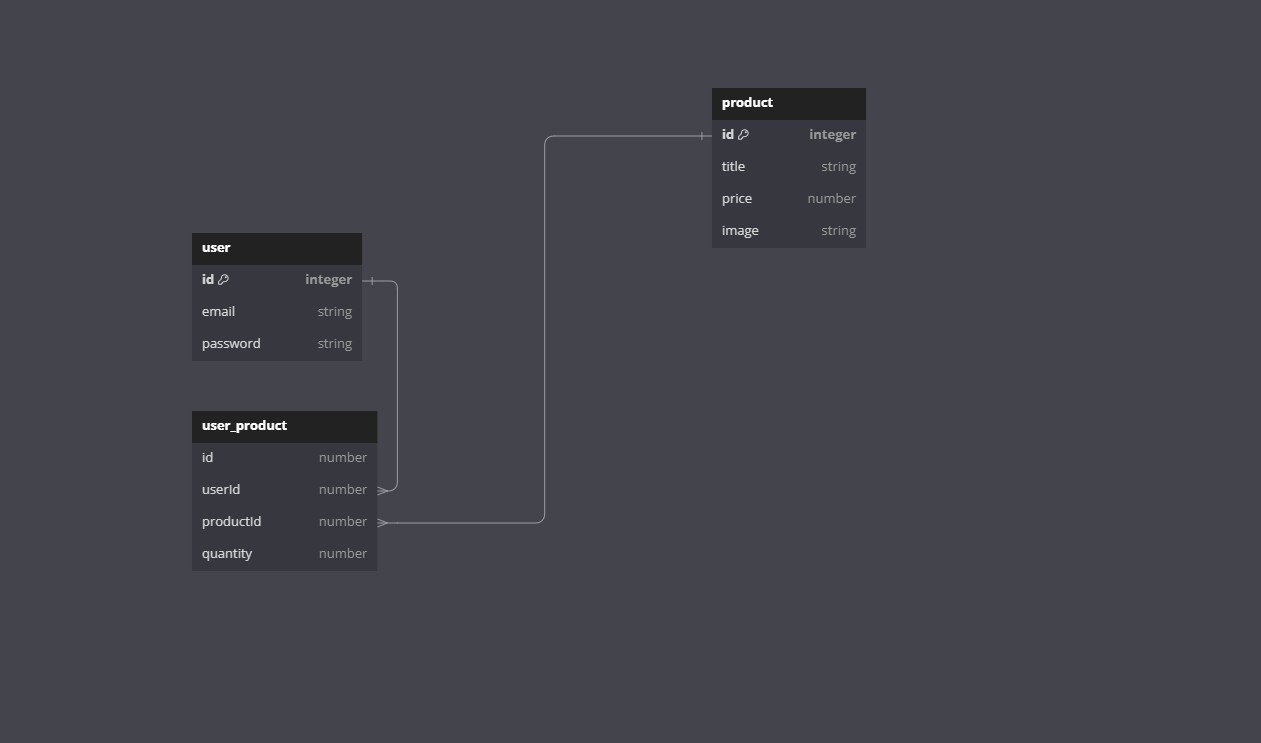 product
id integer
title string
price number
image string
user
id integer
email string
password string
user_product
id number
userId number
productId number
quantity number